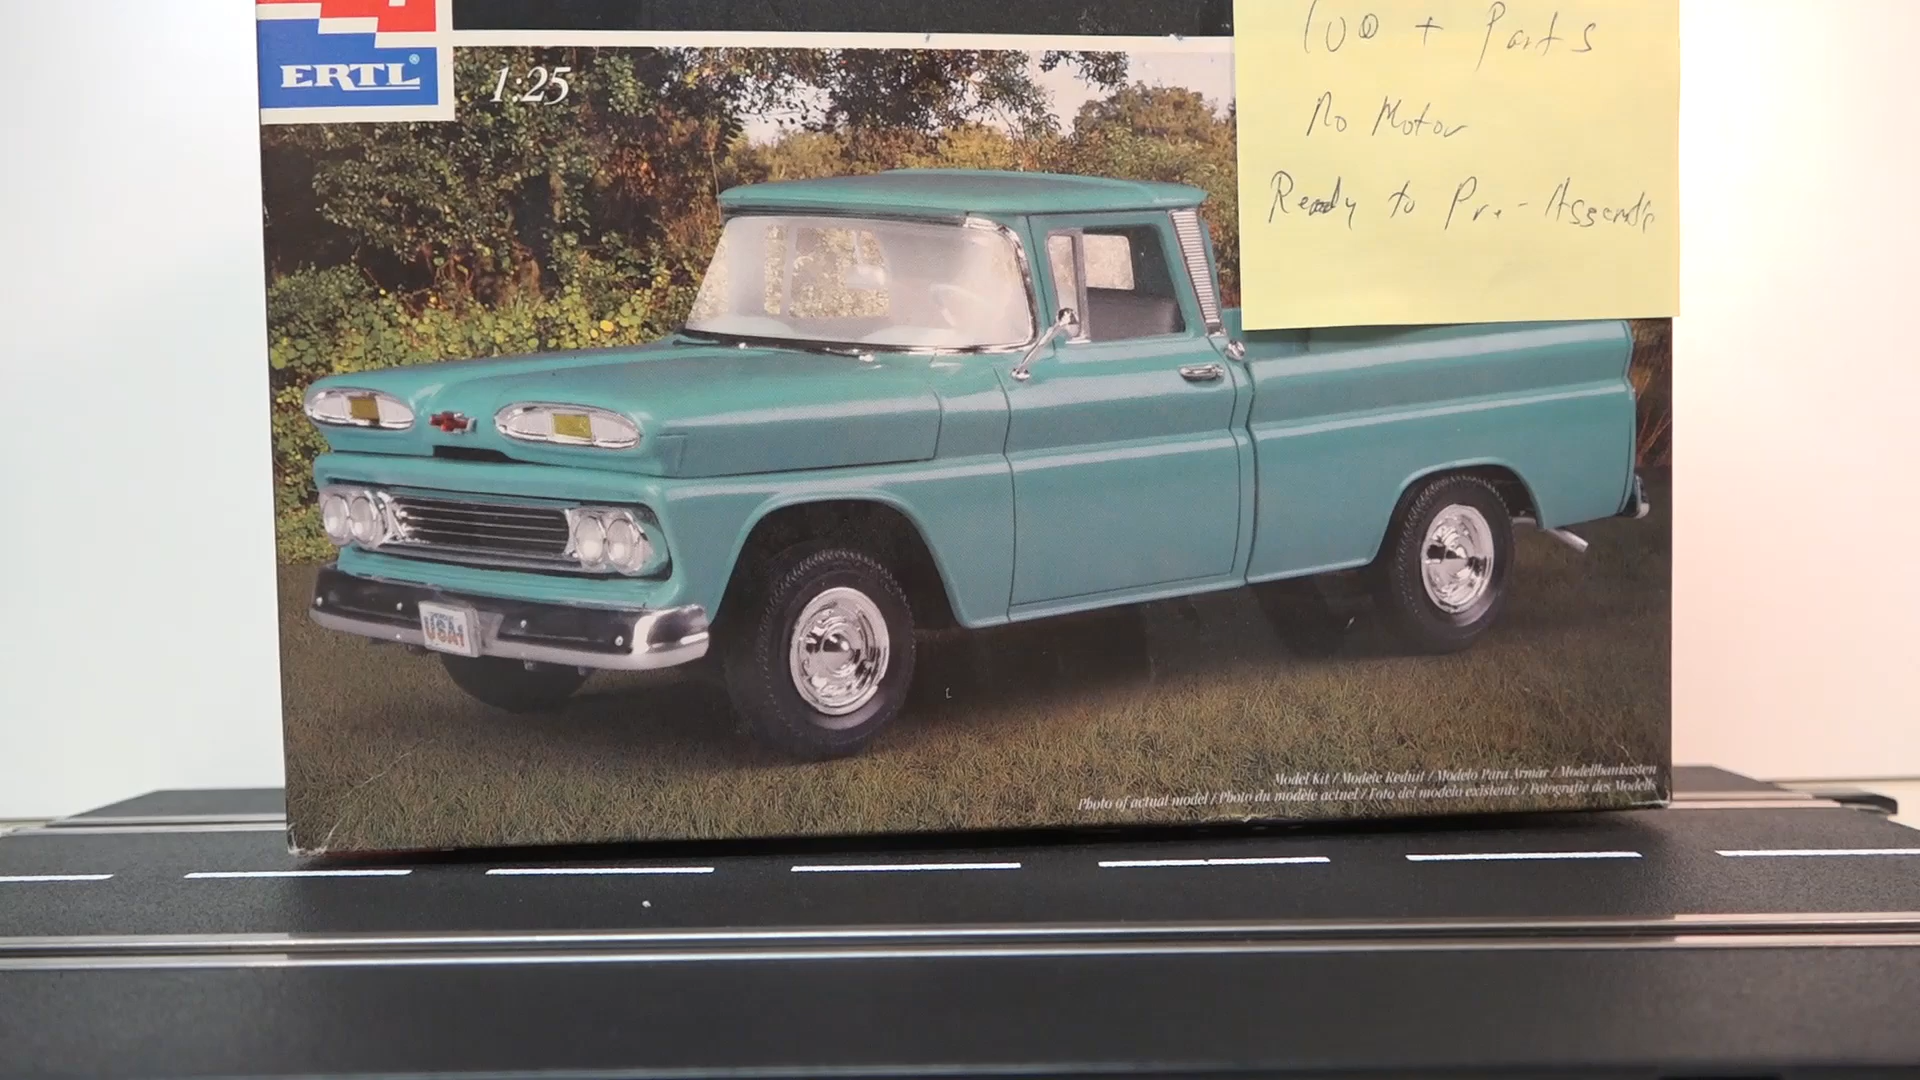 ERTL®
1:25
100 + Parts
No Motor
Ready to Pre-Assemble
USA1
Model Kit / Modèle Reduit / Modelo Para Armar / Modellbaukasten
Photo of actual model / Photo du modèle actuel / Foto del modelo existente / Fotografie des Modells